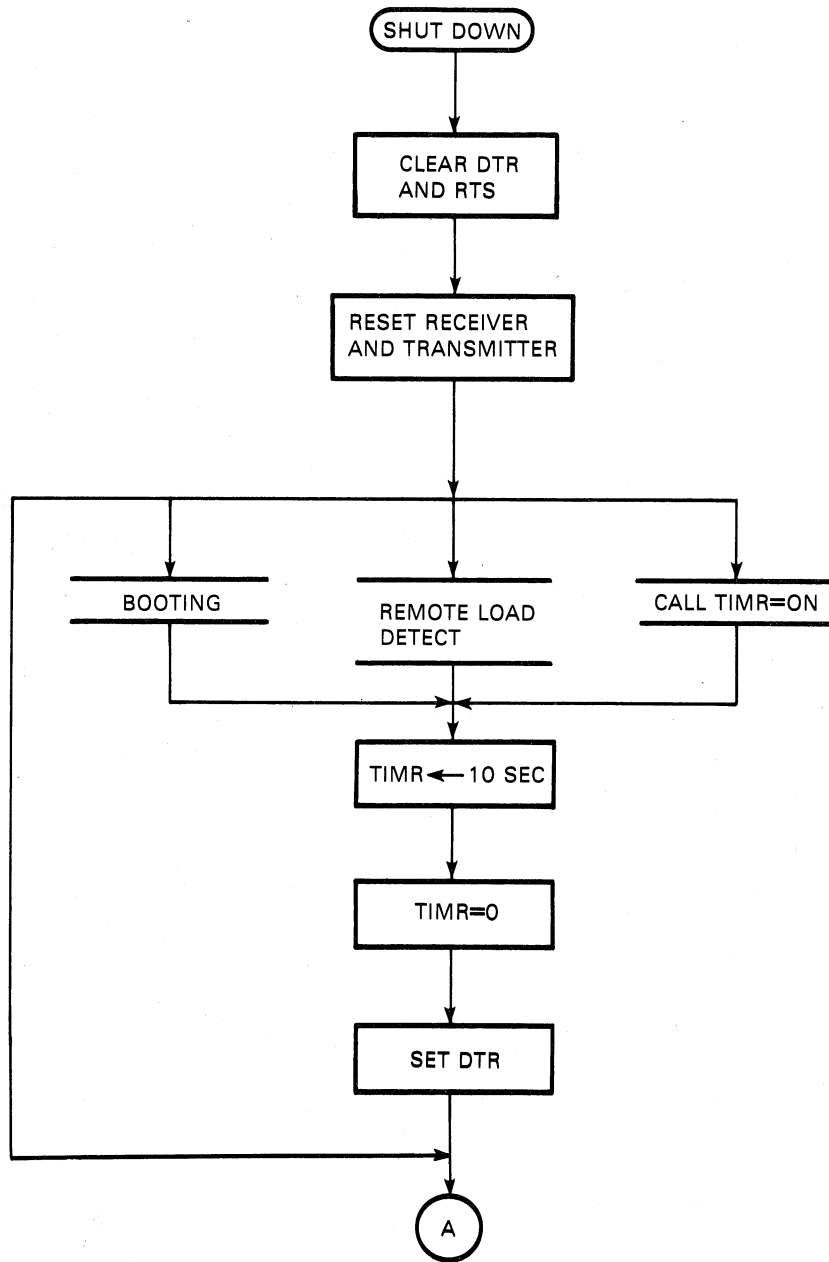 SHUT DOWN
CLEAR DTR
AND RTS
RESET RECEIVER
AND TRANSMITTER
BOOTING
REMOTE LOAD
DETECT
CALL TIMR=ON
TIMR ← 10 SEC
TIMR=0
SET DTR
A